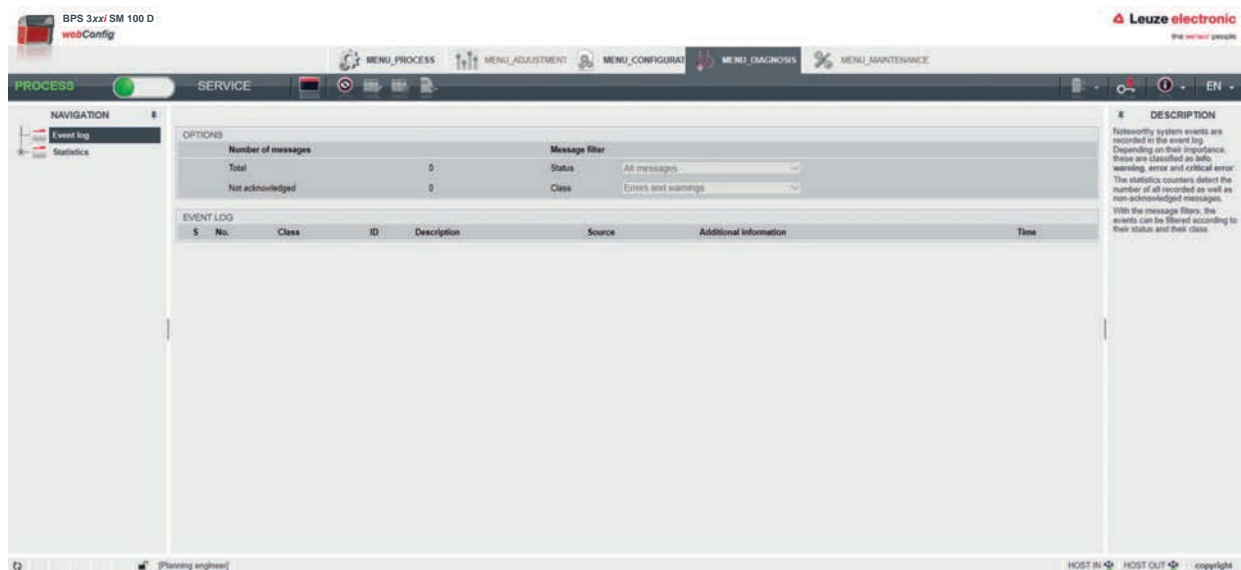 BPS 3xxi SM 100 D
webConfig
Leuze electronic
the sensor people
MENU_PROCESS
MENU_ADJUSTMENT
MENU_CONFIGURAT
MENU_DIAGNOSIS
MENU_MAINTENANCE
PROCESS
SERVICE
EN
NAVIGATION
Event log
Statistics
OPTIONS
Number of messages
Message filter
Total 0 Status All messages
Not acknowledged 0 Class Errors and warnings
EVENT LOG
S No. Class ID Description Source Additional information Time
DESCRIPTION
Noteworthy system events are
recorded in the event log.
Depending on their importance,
these are classified as info,
warning, error and critical error.
The statistics counters detect the
number of all recorded as well as
non-acknowledged messages.
With the message filters, the
events can be filtered according to
their status and their class.
[Planning engineer]
HOST IN
HOST OUT
copyright